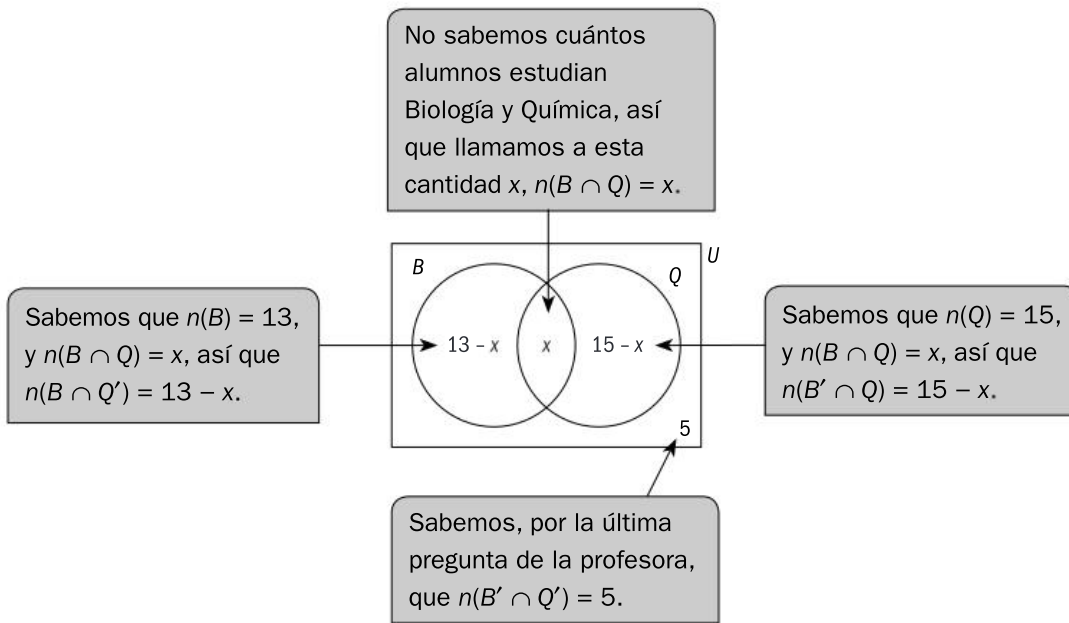 No sabemos cuántos
alumnos estudian
Biología y Química, así
que llamamos a esta
cantidad x, n(B ∩ Q) = x.
U
B
Q
Sabemos que n(B) = 13,
y n(B ∩ Q) = x, así que
n(B ∩ Q′) = 13 – x.
13 – x
x
15 – x
Sabemos que n(Q) = 15,
y n(B ∩ Q) = x, así que
n(B′ ∩ Q) = 15 – x.
5
Sabemos, por la última
pregunta de la profesora,
que n(B′ ∩ Q′) = 5.